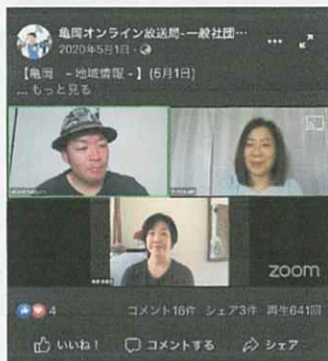 亀岡オンライン放送局-一般社団…
2020年5月1日・
【亀岡 -地域情報-】(5月1日)
... もっと見る
zoom
4
コメント16件 シェア3件 再生641回
いいね!
コメントする
シェア